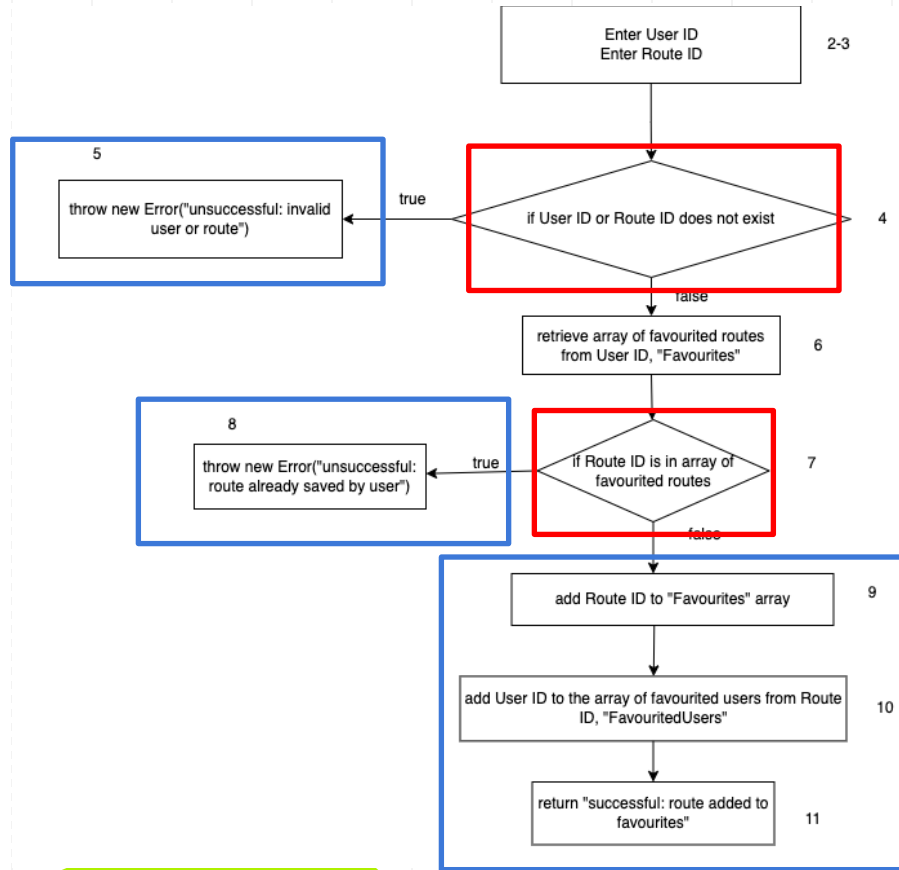 Enter User ID
Enter Route ID
2-3
5
throw new Error("unsuccessful: invalid
user or route")
true
if User ID or Route ID does not exist
4
false
retrieve array of favourited routes
from User ID, "Favourites"
6
8
throw new Error("unsuccessful:
route already saved by user")
true
if Route ID is in array of
favourited routes
7
false
add Route ID to "Favourites" array
9
add User ID to the array of favourited users from Route
ID, "FavouritedUsers"
10
return "successful: route added to
favourites"
11